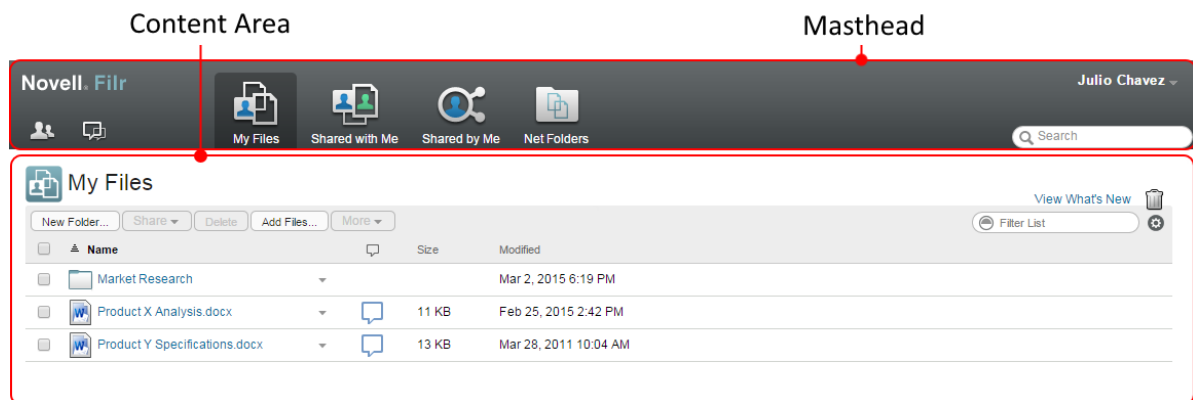 Content Area Masthead
Novell. Filr
Julio Chavez
My Files Shared with Me Shared by Me Net Folders
Search
My Files
View What's New
New Folder... Share Delete Add Files... More Filter List
Name Size Modified
Market Research Mar 2, 2015 6:19 PM
Product X Analysis.docx 11 KB Feb 25, 2015 2:42 PM
Product Y Specifications.docx 13 KB Mar 28, 2011 10:04 AM